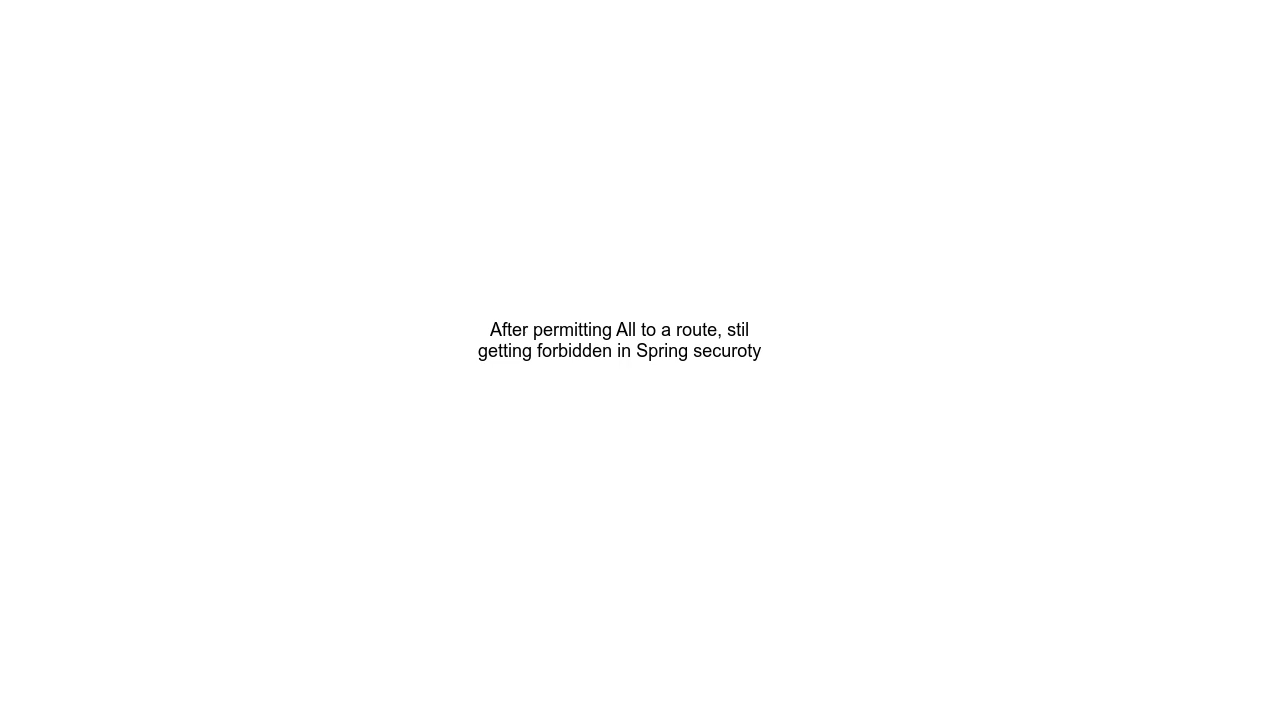 After permitting All to a route, stil
getting forbidden in Spring securoty